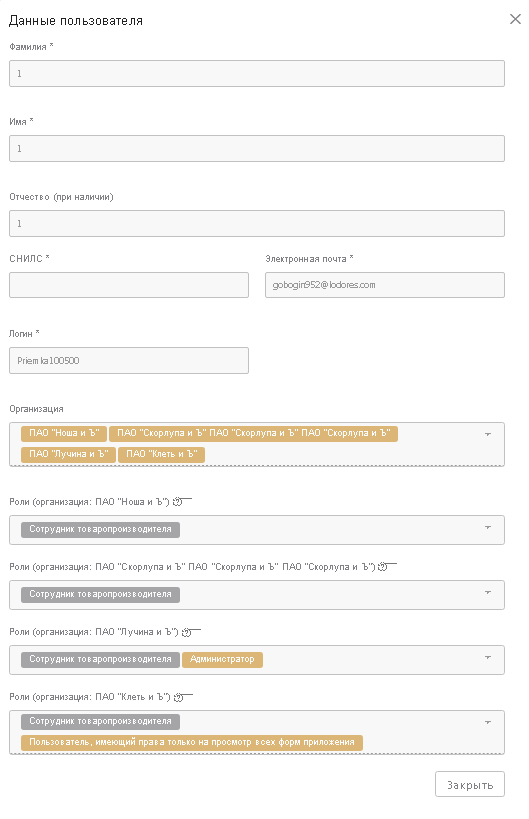 Данные пользователя
Фамилия *
1
Имя *
1
Отчество (при наличии)
1
СНИЛС *
Электронная почта *
gobogin952@lodores.com
Логин *
Priemka100500
Организация
ПАО "Ноша и Ъ" ПАО "Скорлупа и Ъ" ПАО "Скорлупа и Ъ" ПАО "Скорлупа и Ъ"
ПАО "Лучина и Ъ" ПАО "Клеть и Ъ"
Роли (организация: ПАО "Ноша и Ъ")
Сотрудник товаропроизводителя
Роли (организация: ПАО "Скорлупа и Ъ" ПАО "Скорлупа и Ъ" ПАО "Скорлупа и Ъ")
Сотрудник товаропроизводителя
Роли (организация: ПАО "Лучина и Ъ")
Сотрудник товаропроизводителя Администратор
Роли (организация: ПАО "Клеть и Ъ")
Сотрудник товаропроизводителя
Пользователь, имеющий права только на просмотр всех форм приложения
Закрыть